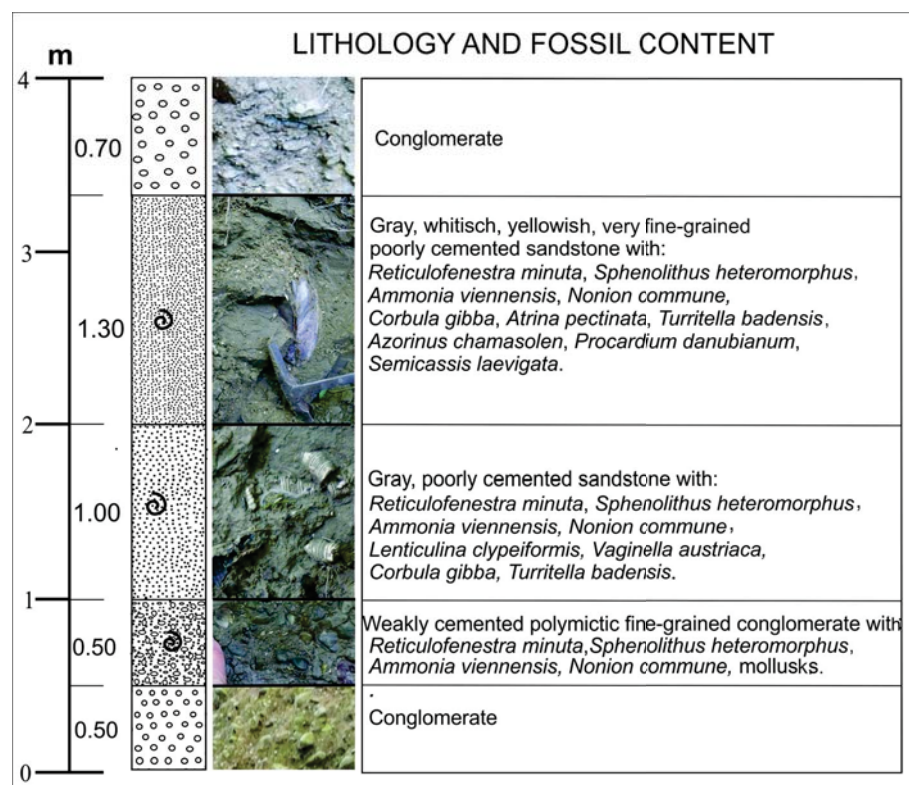 LITHOLOGY AND FOSSIL CONTENT
m
4
0.70
Conglomerate
3
1.30
Gray, whitisch, yellowish, very fine-grained
poorly cemented sandstone with:
Reticulofenestra minuta, Sphenolithus heteromorphus,
Ammonia viennensis, Nonion commune,
Corbula gibba, Atrina pectinata, Turritella badensis,
Azorinus chamasolen, Procardium danubianum,
Semicassis laevigata.
2
1.00
Gray, poorly cemented sandstone with:
Reticulofenestra minuta, Sphenolithus heteromorphus,
Ammonia viennensis, Nonion commune,
Lenticulina clypeiformis, Vaginella austriaca,
Corbula gibba, Turritella badensis.
1
0.50
Weakly cemented polymictic fine-grained conglomerate with
Reticulofenestra minuta,Sphenolithus heteromorphus,
Ammonia viennensis, Nonion commune, mollusks.
0.50
Conglomerate
0